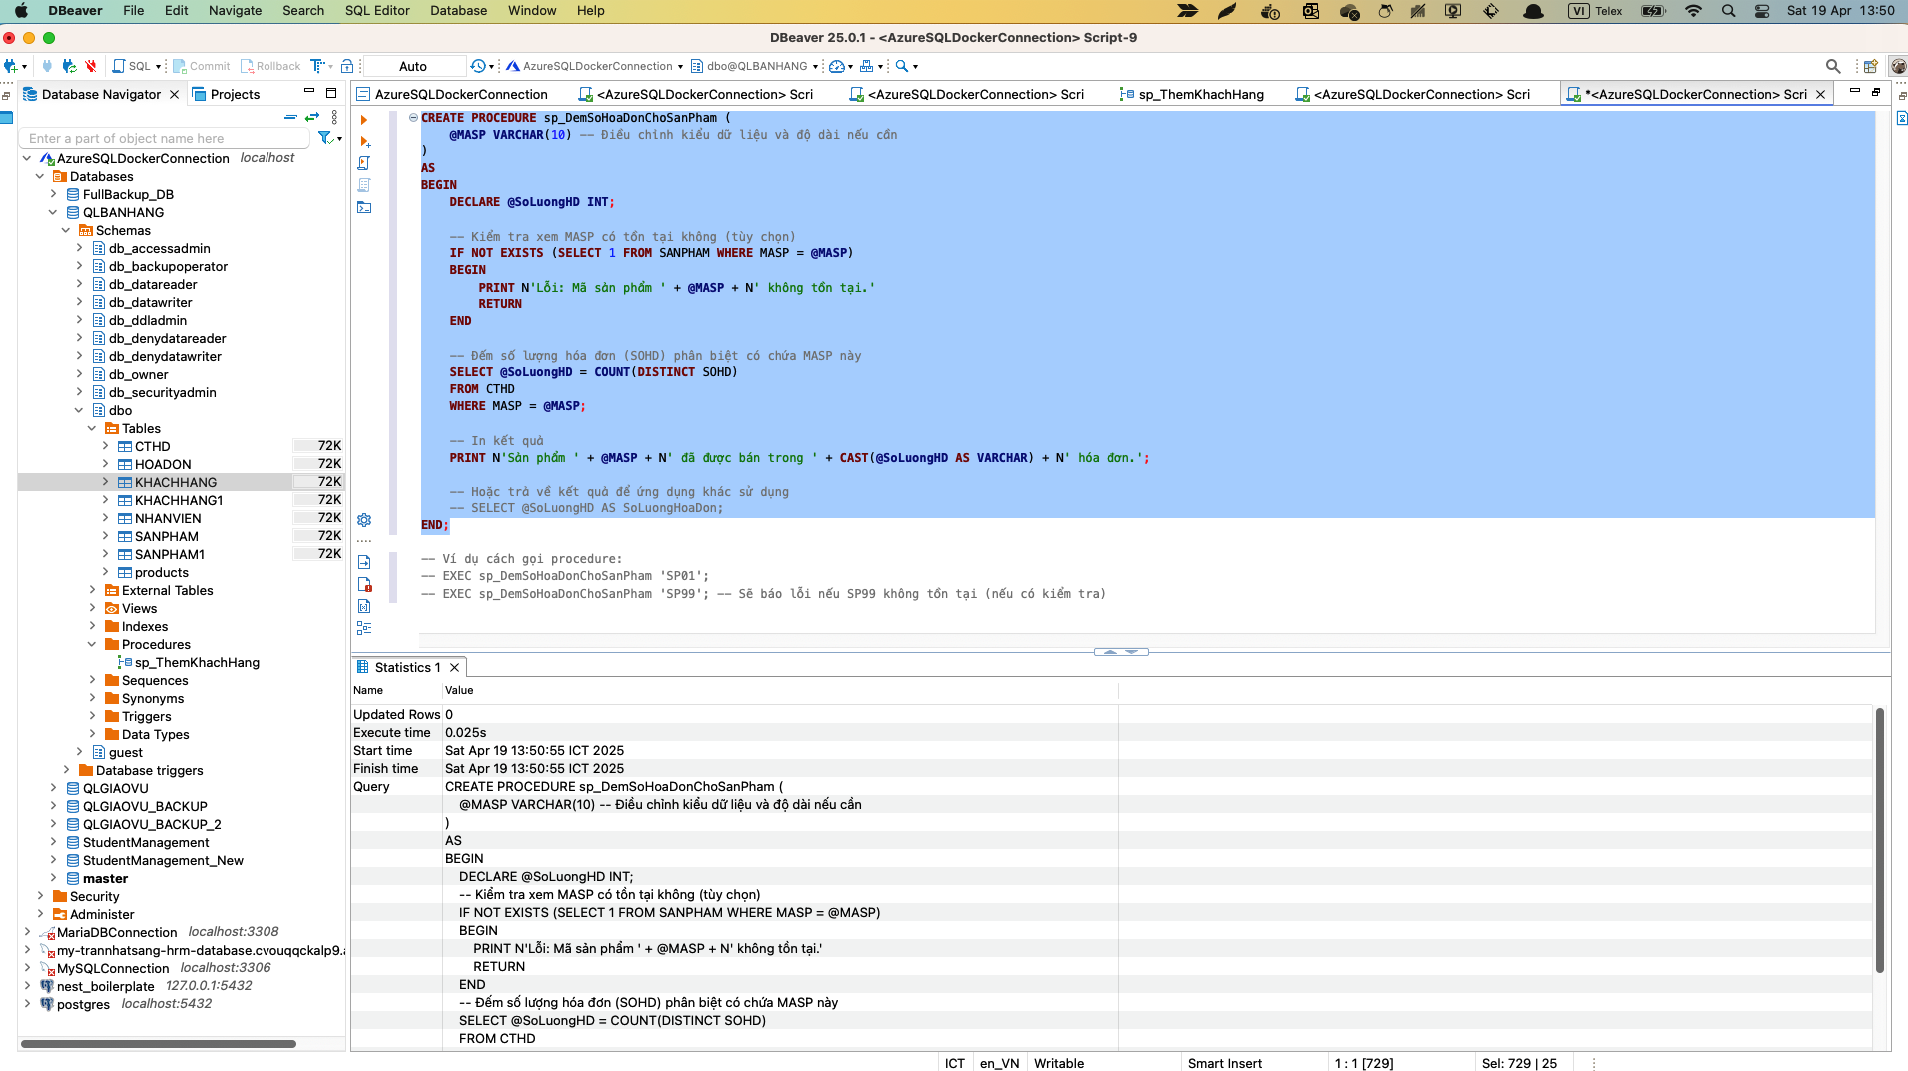 DBeaver File Edit Navigate Search SQL Editor Database Window Help VI Telex Sat 19 Apr 13:50
DBeaver 25.0.1 - <AzureSQLDockerConnection> Script-9
SQL Commit Rollback Auto AzureSQLDockerConnection dbo@QLBANHANG
Database Navigator Projects
Enter a part of object name here
AzureSQLDockerConnection localhost
Databases
FullBackup_DB
QLBANHANG
Schemas
db_accessadmin
db_backupoperator
db_datareader
db_datawriter
db_ddladmin
db_denydatareader
db_denydatawriter
db_owner
db_securityadmin
dbo
Tables
CTHD 72K
HOADON 72K
KHACHHANG 72K
KHACHHANG1 72K
NHANVIEN 72K
SANPHAM 72K
SANPHAM1 72K
products
External Tables
Views
Indexes
Procedures
sp_ThemKhachHang
Sequences
Synonyms
Triggers
Data Types
guest
Database triggers
QLGIAOVU
QLGIAOVU_BACKUP
QLGIAOVU_BACKUP_2
StudentManagement
StudentManagement_New
master
Security
Administer
MariaDBConnection localhost:3308
my-trannhatsang-hrm-database.cvouqqckalp9.a
MySQLConnection localhost:3306
nest_boilerplate 127.0.0.1:5432
postgres localhost:5432
AzureSQLDockerConnection <AzureSQLDockerConnection> Scri <AzureSQLDockerConnection> Scri sp_ThemKhachHang <AzureSQLDockerConnection> Scri *<AzureSQLDockerConnection> Scri
CREATE PROCEDURE sp_DemSoHoaDonChoSanPham (
@MASP VARCHAR(10) -- Điều chỉnh kiểu dữ liệu và độ dài nếu cần
)
AS
BEGIN
DECLARE @SoLuongHD INT;
-- Kiểm tra xem MASP có tồn tại không (tùy chọn)
IF NOT EXISTS (SELECT 1 FROM SANPHAM WHERE MASP = @MASP)
BEGIN
PRINT N'Lỗi: Mã sản phẩm ' + @MASP + N' không tồn tại.'
RETURN
END
-- Đếm số lượng hóa đơn (SOHD) phân biệt có chứa MASP này
SELECT @SoLuongHD = COUNT(DISTINCT SOHD)
FROM CTHD
WHERE MASP = @MASP;
-- In kết quả
PRINT N'Sản phẩm ' + @MASP + N' đã được bán trong ' + CAST(@SoLuongHD AS VARCHAR) + N' hóa đơn.';
-- Hoặc trả về kết quả để ứng dụng khác sử dụng
-- SELECT @SoLuongHD AS SoLuongHoaDon;
END;
-- Ví dụ cách gọi procedure:
-- EXEC sp_DemSoHoaDonChoSanPham 'SP01';
-- EXEC sp_DemSoHoaDonChoSanPham 'SP99'; -- Sẽ báo lỗi nếu SP99 không tồn tại (nếu có kiểm tra)
Statistics 1
Name Value
Updated Rows 0
Execute time 0.025s
Start time Sat Apr 19 13:50:55 ICT 2025
Finish time Sat Apr 19 13:50:55 ICT 2025
Query CREATE PROCEDURE sp_DemSoHoaDonChoSanPham (
@MASP VARCHAR(10) -- Điều chỉnh kiểu dữ liệu và độ dài nếu cần
)
AS
BEGIN
DECLARE @SoLuongHD INT;
-- Kiểm tra xem MASP có tồn tại không (tùy chọn)
IF NOT EXISTS (SELECT 1 FROM SANPHAM WHERE MASP = @MASP)
BEGIN
PRINT N'Lỗi: Mã sản phẩm ' + @MASP + N' không tồn tại.'
RETURN
END
-- Đếm số lượng hóa đơn (SOHD) phân biệt có chứa MASP này
SELECT @SoLuongHD = COUNT(DISTINCT SOHD)
FROM CTHD
ICT en_VN Writable Smart Insert 1 : 1 [729] Sel: 729 | 25